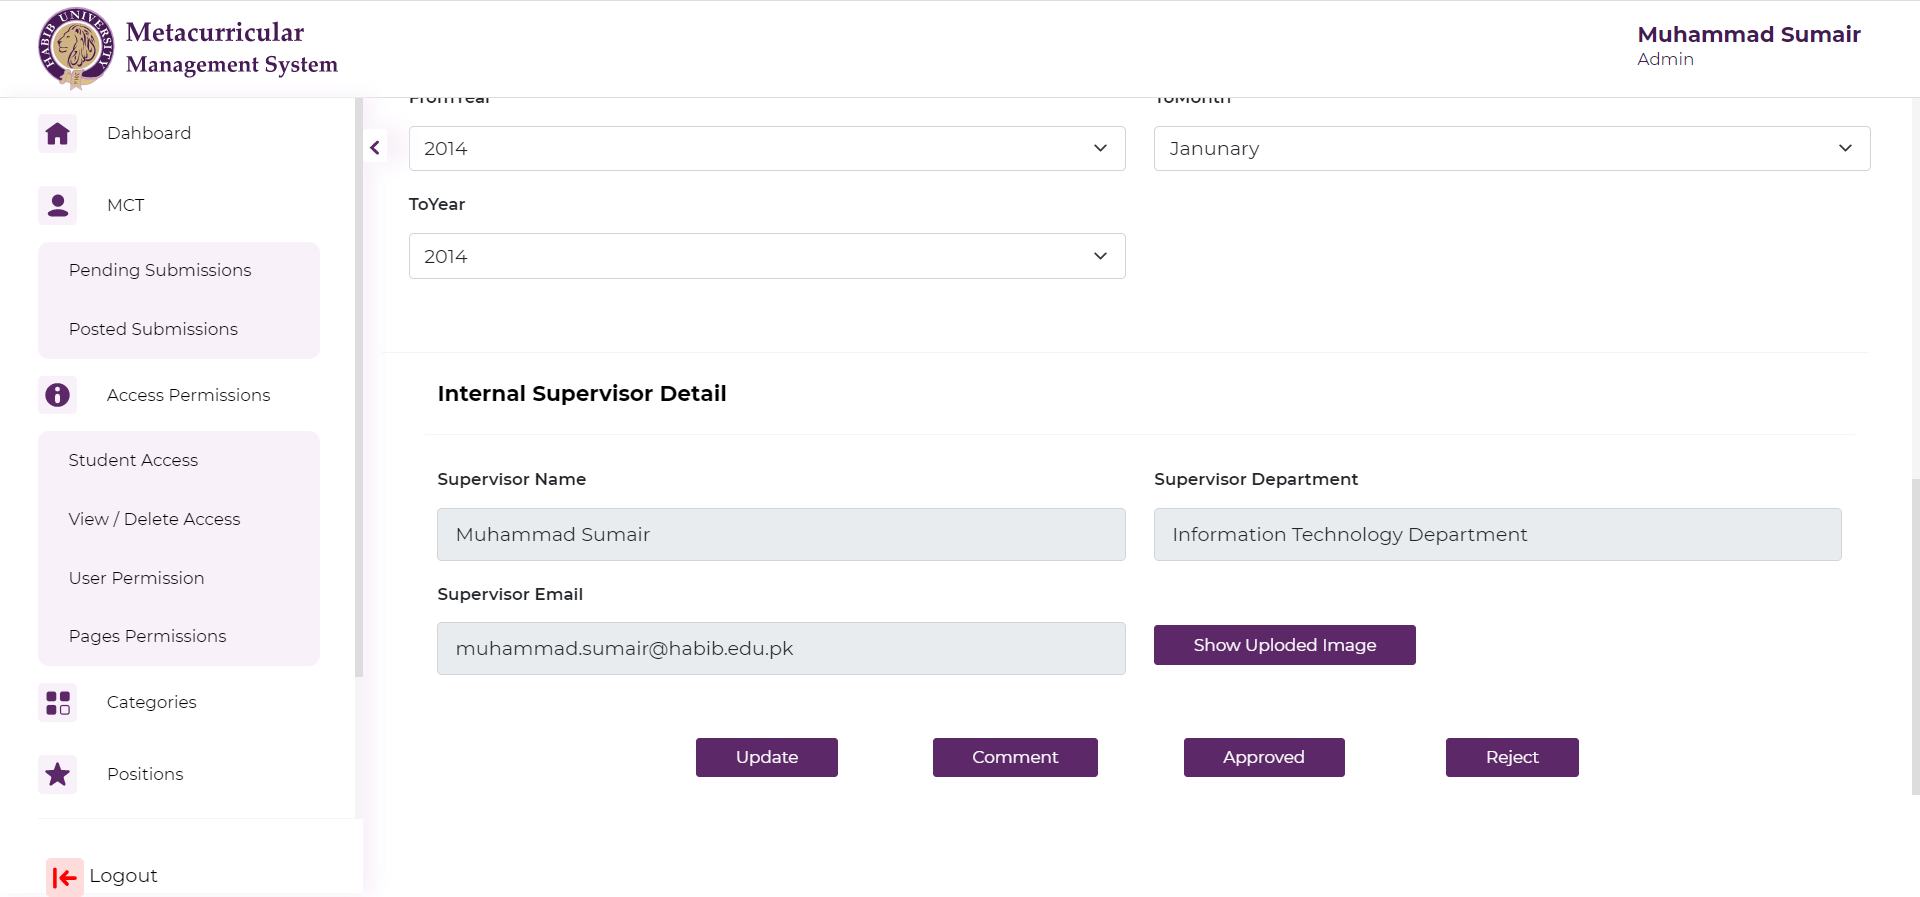 HABIB UNIVERSITY
Metacurricular
Management System
Muhammad Sumair
Admin
Dahboard
MCT
Pending Submissions
Posted Submissions
Access Permissions
Student Access
View / Delete Access
User Permission
Pages Permissions
Categories
Positions
Logout
FromYear
ToMonth
2014
Janunary
ToYear
2014
Internal Supervisor Detail
Supervisor Name
Supervisor Department
Muhammad Sumair
Information Technology Department
Supervisor Email
muhammad.sumair@habib.edu.pk
Show Uploded Image
Update
Comment
Approved
Reject